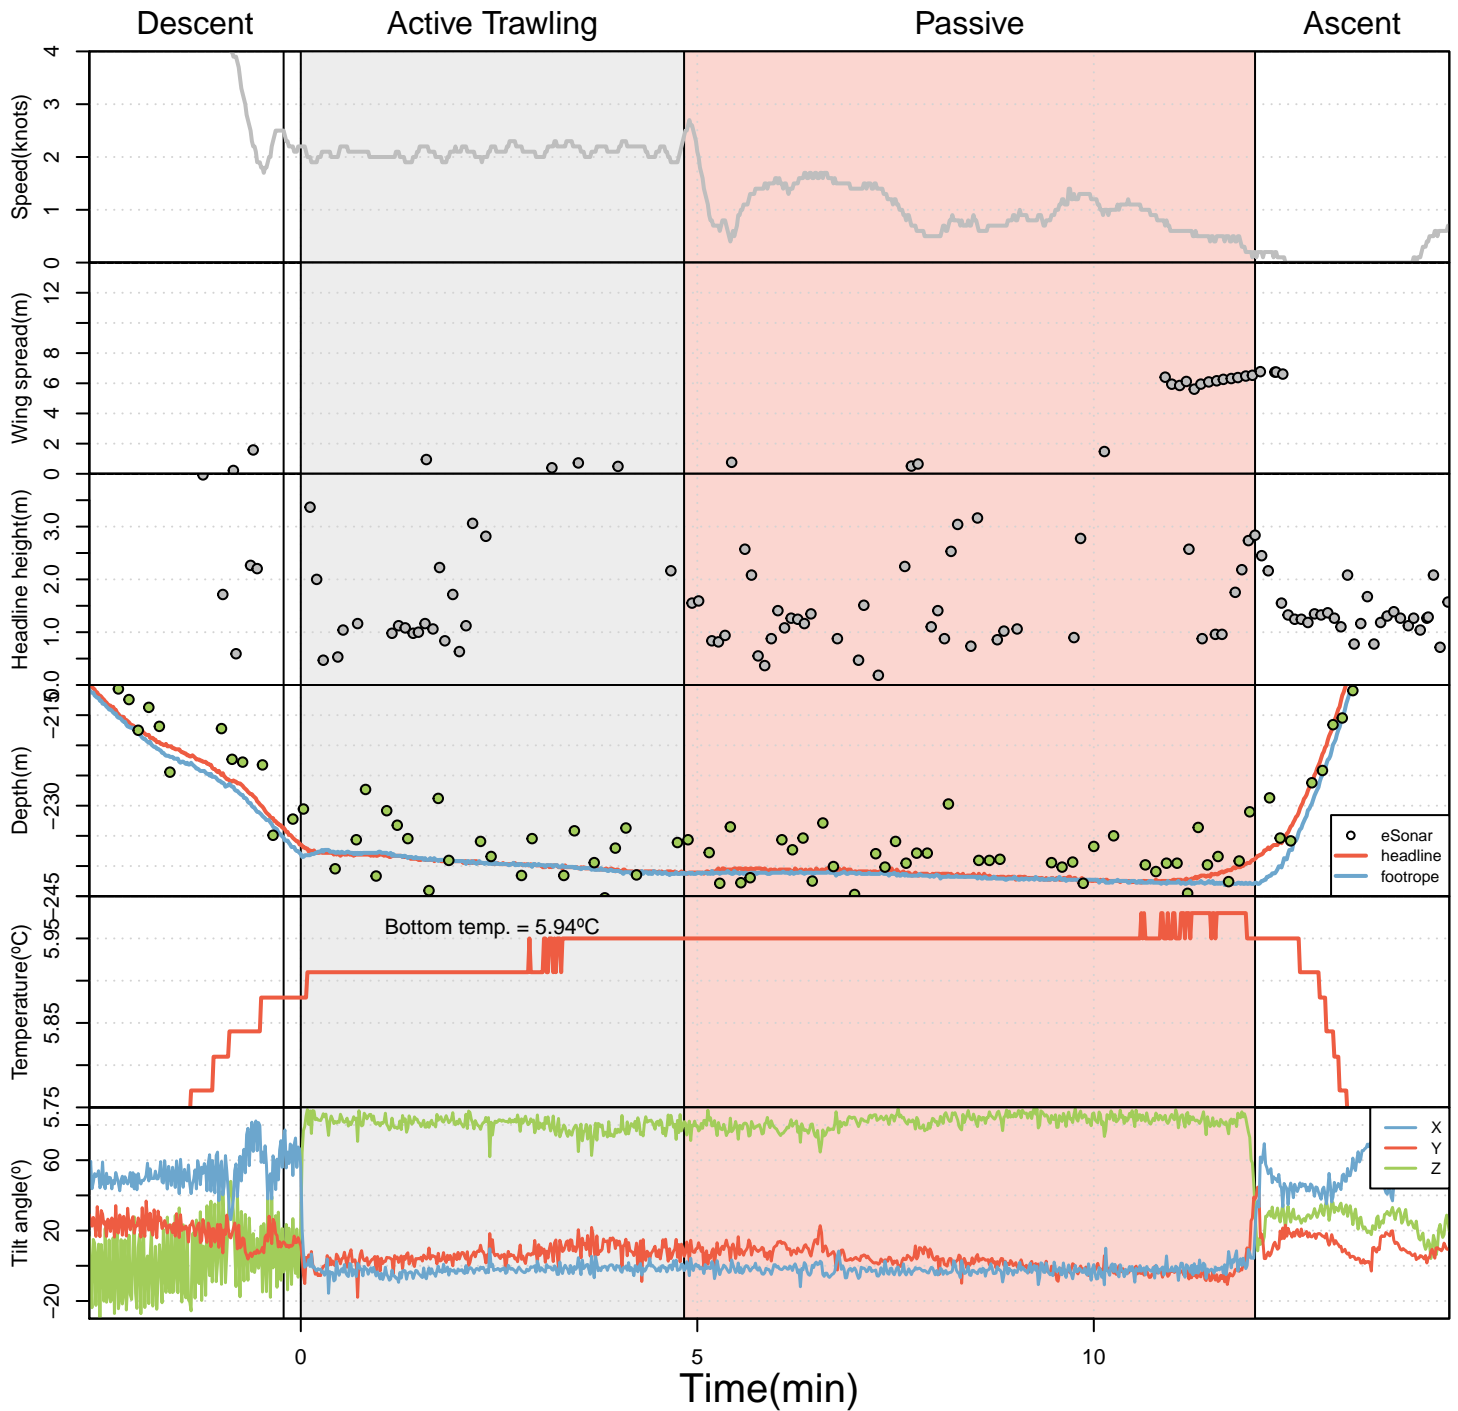 Descent Active Trawling Passive Ascent
Speed(knots)
4
3
2
1
0
Wing spread(m)
12
8
6
4
2
0
Headline height(m)
3.0
2.0
1.0
0.0
Depth(m)
−215
−230
−245
eSonar
headline
footrope
Temperature(ºC)
5.95
5.85
5.75
Bottom temp. = 5.94ºC
Tilt angle(º)
60
20
−20
X
Y
Z
0 5 10
Time(min)